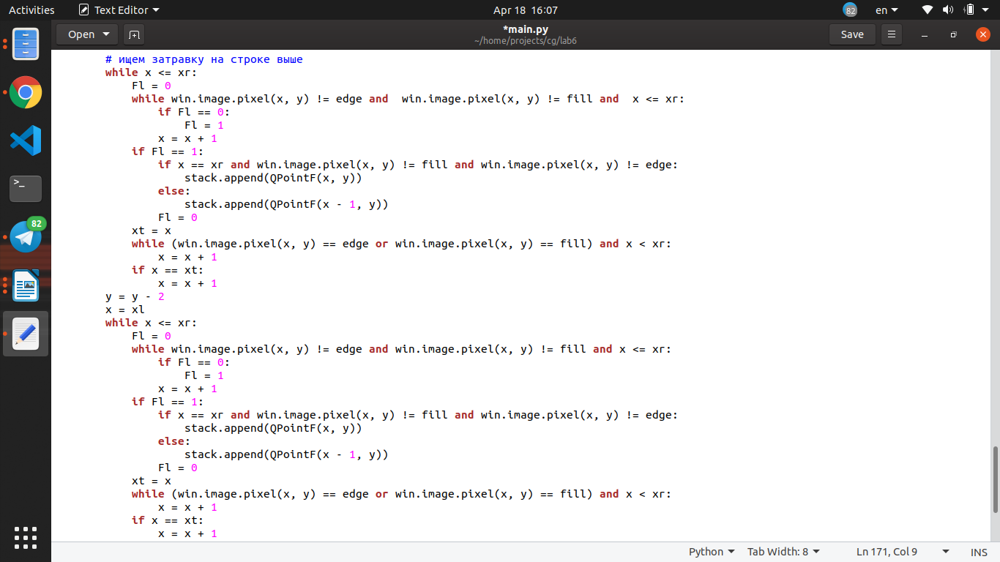 Activities Text Editor Apr 18 16:07 82 en
Open *main.py Save
~/home/projects/cg/lab6
82
# ищем затравку на строке выше
while x <= xr:
    Fl = 0
    while win.image.pixel(x, y) != edge and  win.image.pixel(x, y) != fill and  x <= xr:
        if Fl == 0:
            Fl = 1
        x = x + 1
    if Fl == 1:
        if x == xr and win.image.pixel(x, y) != fill and win.image.pixel(x, y) != edge:
            stack.append(QPointF(x, y))
        else:
            stack.append(QPointF(x - 1, y))
        Fl = 0
    xt = x
    while (win.image.pixel(x, y) == edge or win.image.pixel(x, y) == fill) and x < xr:
        x = x + 1
    if x == xt:
        x = x + 1
y = y - 2
x = xl
while x <= xr:
    Fl = 0
    while win.image.pixel(x, y) != edge and win.image.pixel(x, y) != fill and x <= xr:
        if Fl == 0:
            Fl = 1
        x = x + 1
    if Fl == 1:
        if x == xr and win.image.pixel(x, y) != fill and win.image.pixel(x, y) != edge:
            stack.append(QPointF(x, y))
        else:
            stack.append(QPointF(x - 1, y))
        Fl = 0
    xt = x
    while (win.image.pixel(x, y) == edge or win.image.pixel(x, y) == fill) and x < xr:
        x = x + 1
    if x == xt:
        x = x + 1
Python Tab Width: 8 Ln 171, Col 9 INS